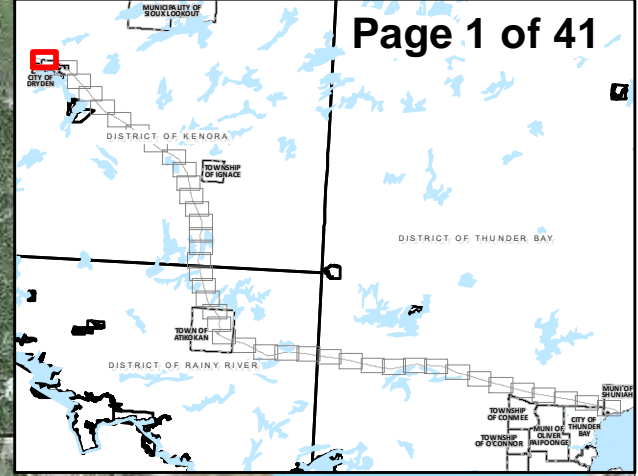 MUNICIPALITY OF
SIOUX LOOKOUT
Page 1 of 41
CITY OF
DRYDEN
DISTRICT OF KENORA
TOWNSHIP
OF IGNACE
DISTRICT OF THUNDER BAY
TOWN OF
ATIKOKAN
DISTRICT OF RAINY RIVER
MUNI OF
SHUNIAH
TOWNSHIP
OF CONMEE
CITY OF
THUNDER
BAY
MUNI OF
OLIVER
PAIPOONGE
TOWNSHIP
OF O'CONNOR